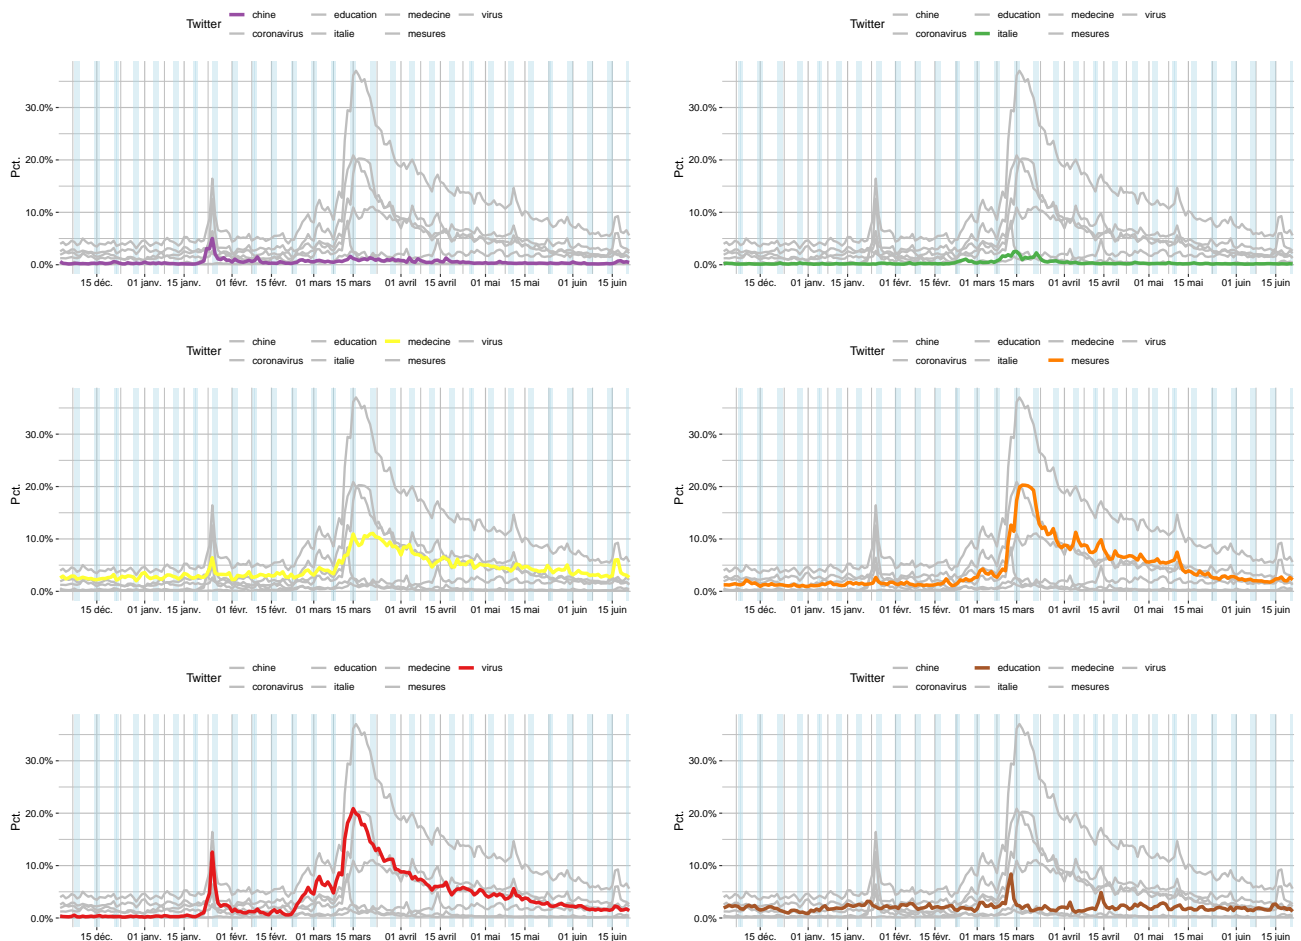 Twitter chine education medecine virus
coronavirus italie mesures
Pct.
30.0%
20.0%
10.0%
0.0%
15 déc. 01 janv. 15 janv. 01 févr. 15 févr. 01 mars 15 mars 01 avril 15 avril 01 mai 15 mai 01 juin 15 juin
Twitter chine education medecine virus
coronavirus italie mesures
Pct.
30.0%
20.0%
10.0%
0.0%
15 déc. 01 janv. 15 janv. 01 févr. 15 févr. 01 mars 15 mars 01 avril 15 avril 01 mai 15 mai 01 juin 15 juin
Twitter chine education medecine virus
coronavirus italie mesures
Pct.
30.0%
20.0%
10.0%
0.0%
15 déc. 01 janv. 15 janv. 01 févr. 15 févr. 01 mars 15 mars 01 avril 15 avril 01 mai 15 mai 01 juin 15 juin
Twitter chine education medecine virus
coronavirus italie mesures
Pct.
30.0%
20.0%
10.0%
0.0%
15 déc. 01 janv. 15 janv. 01 févr. 15 févr. 01 mars 15 mars 01 avril 15 avril 01 mai 15 mai 01 juin 15 juin
Twitter chine education medecine virus
coronavirus italie mesures
Pct.
30.0%
20.0%
10.0%
0.0%
15 déc. 01 janv. 15 janv. 01 févr. 15 févr. 01 mars 15 mars 01 avril 15 avril 01 mai 15 mai 01 juin 15 juin
Twitter chine education medecine virus
coronavirus italie mesures
Pct.
30.0%
20.0%
10.0%
0.0%
15 déc. 01 janv. 15 janv. 01 févr. 15 févr. 01 mars 15 mars 01 avril 15 avril 01 mai 15 mai 01 juin 15 juin